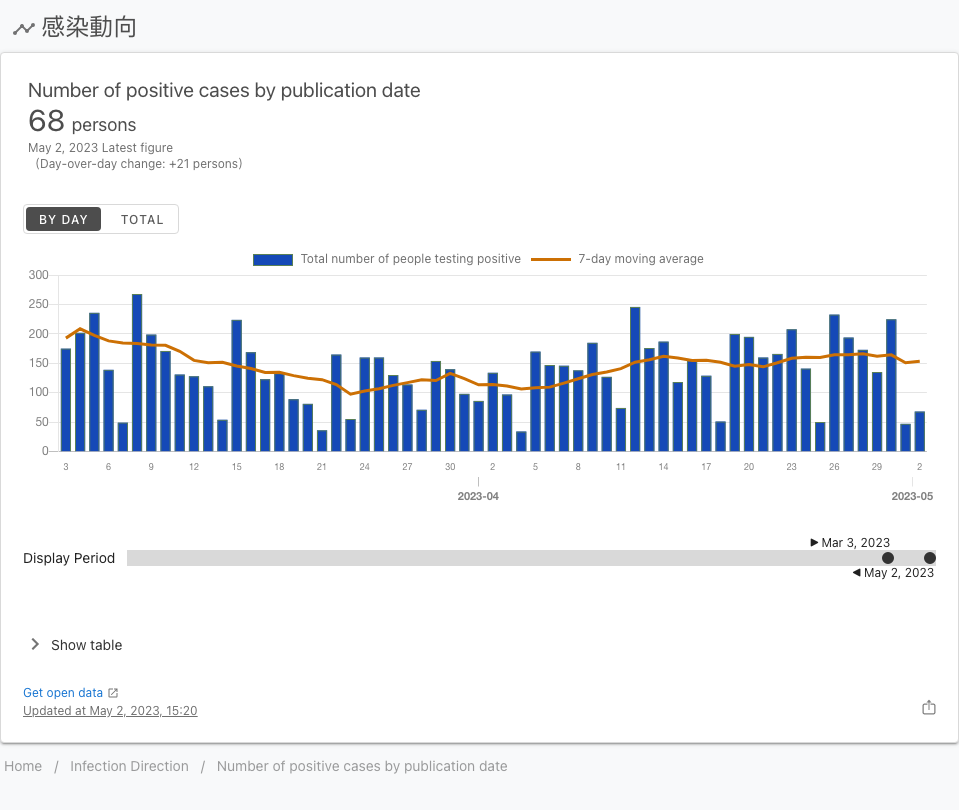 感染動向
Number of positive cases by publication date
68 persons
May 2, 2023 Latest figure
(Day-over-day change: +21 persons)
BY DAY TOTAL
Total number of people testing positive 7-day moving average
300
250
200
150
100
50
0
3 6 9 12 15 18 21 24 27 30 2 5 8 11 14 17 20 23 26 29 2
2023-04 2023-05
Mar 3, 2023
Display Period
May 2, 2023
Show table
Get open data
Updated at May 2, 2023, 15:20
Home / Infection Direction / Number of positive cases by publication date